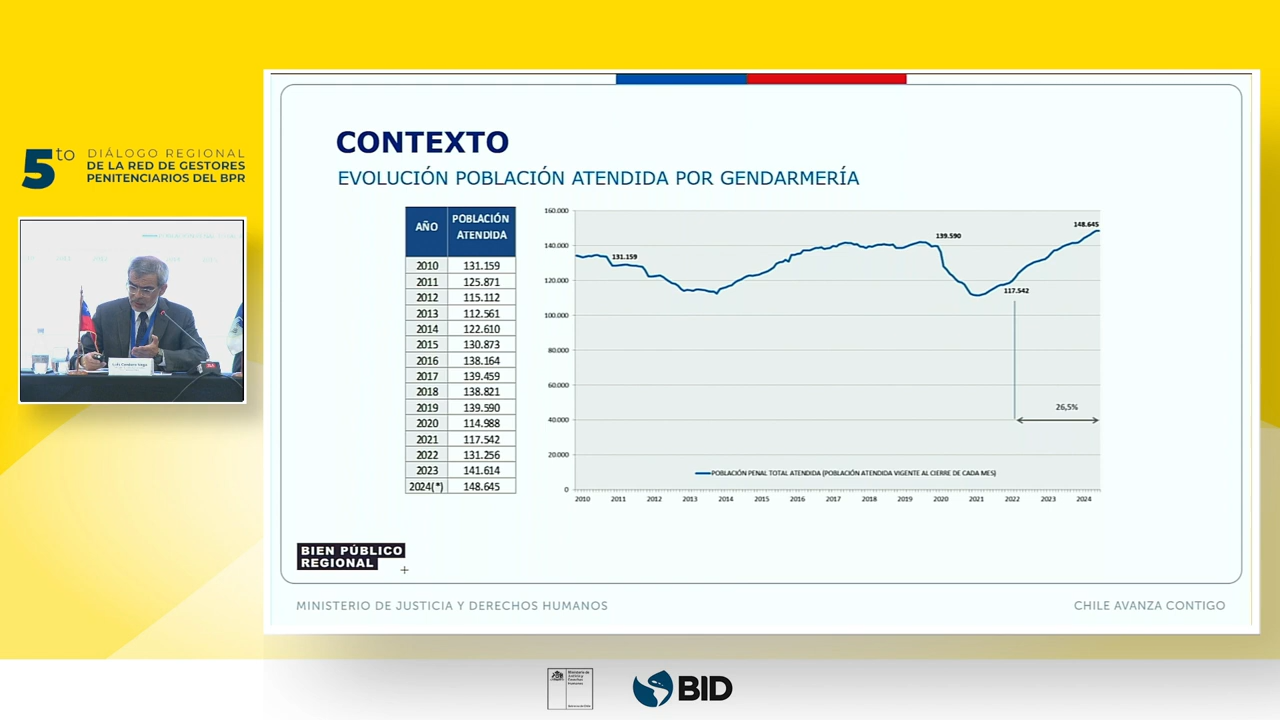 5to
DIÁLOGO REGIONAL
DE LA RED DE GESTORES
PENITENCIARIOS DEL BPR
CONTEXTO
EVOLUCIÓN POBLACIÓN ATENDIDA POR GENDARMERÍA
AÑO POBLACIÓN ATENDIDA
2010 131.159
2011 125.871
2012 115.112
2013 112.561
2014 122.610
2015 130.873
2016 138.164
2017 139.459
2018 138.821
2019 139.590
2020 114.988
2021 117.542
2022 131.256
2023 141.614
2024(*) 148.645
160.000
140.000
120.000
100.000
80.000
60.000
40.000
20.000
0
131.159
139.590
117.542
148.645
26,5%
POBLACIÓN PENAL TOTAL ATENDIDA (POBLACIÓN ATENDIDA VIGENTE AL CIERRE DE CADA MES)
2010 2011 2012 2013 2014 2015 2016 2017 2018 2019 2020 2021 2022 2023 2024
BIEN PÚBLICO
REGIONAL
MINISTERIO DE JUSTICIA Y DERECHOS HUMANOS
CHILE AVANZA CONTIGO
BID